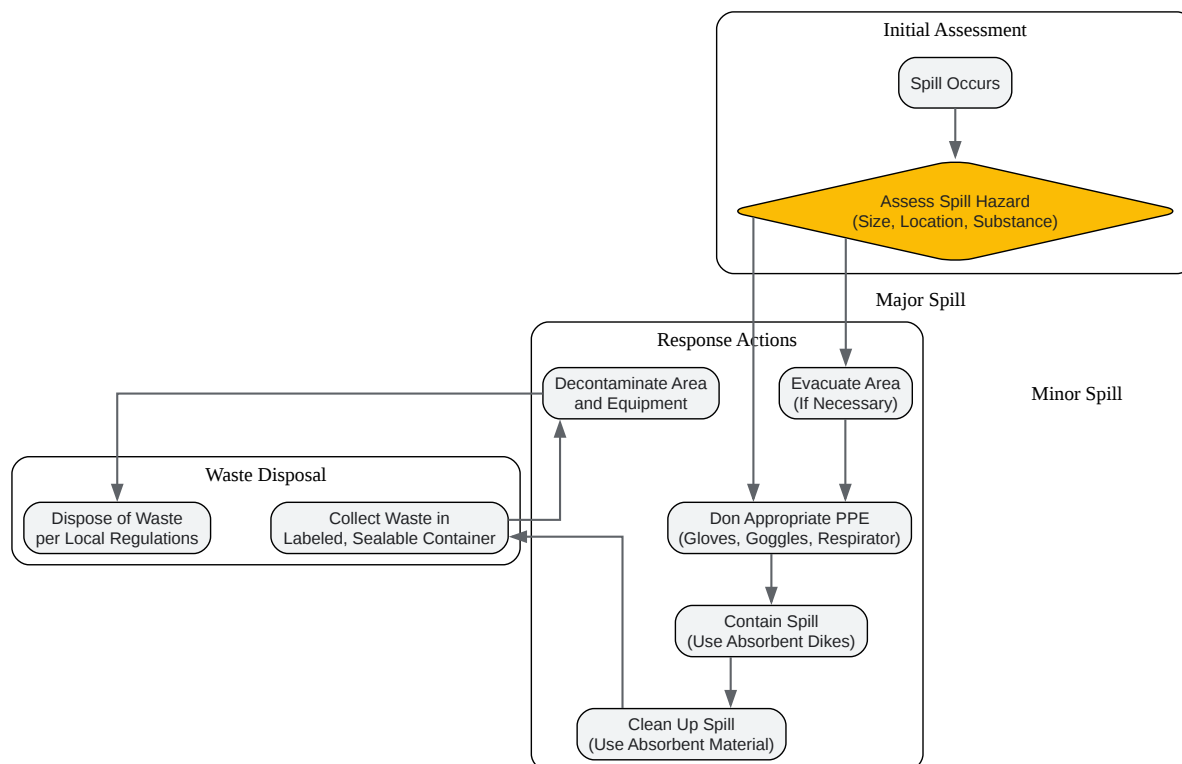 Initial Assessment
Spill Occurs
Assess Spill Hazard
(Size, Location, Substance)
Major Spill
Minor Spill
Response Actions
Decontaminate Area
and Equipment
Evacuate Area
(If Necessary)
Waste Disposal
Dispose of Waste
per Local Regulations
Collect Waste in
Labeled, Sealable Container
Don Appropriate PPE
(Gloves, Goggles, Respirator)
Contain Spill
(Use Absorbent Dikes)
Clean Up Spill
(Use Absorbent Material)